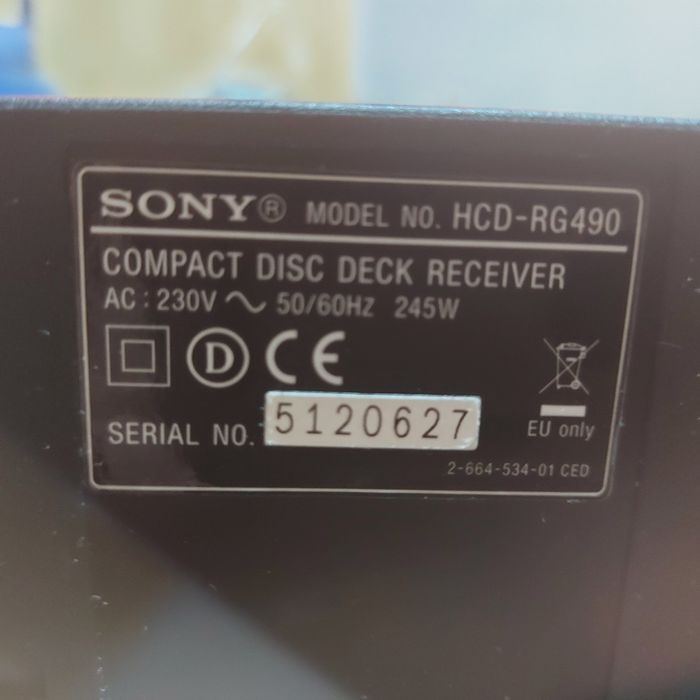 SONY® MODEL NO. HCD-RG490
COMPACT DISC DECK RECEIVER
AC : 230V ~ 50/60Hz 245W
D CE
SERIAL NO. 5120627
EU only
2-664-534-01 CED